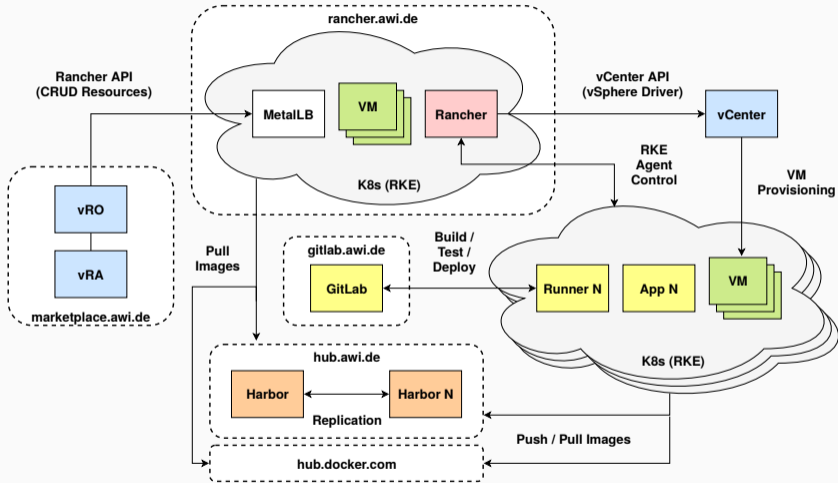 rancher.awi.de
Rancher API
(CRUD Resources)
MetalLB
VM
Rancher
K8s (RKE)
vCenter API
(vSphere Driver)
vCenter
RKE
Agent
Control
VM
Provisioning
vRO
vRA
marketplace.awi.de
Pull
Images
gitlab.awi.de
GitLab
Build /
Test /
Deploy
Runner N
App N
VM
K8s (RKE)
hub.awi.de
Harbor
Harbor N
Replication
Push / Pull Images
hub.docker.com